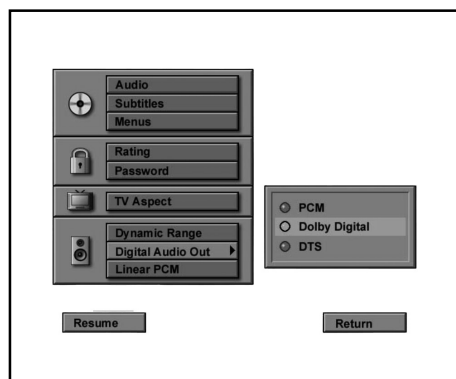 Audio
Subtitles
Menus
Rating
Password
TV Aspect
Dynamic Range
Digital Audio Out
Linear PCM
PCM
Dolby Digital
DTS
Resume
Return